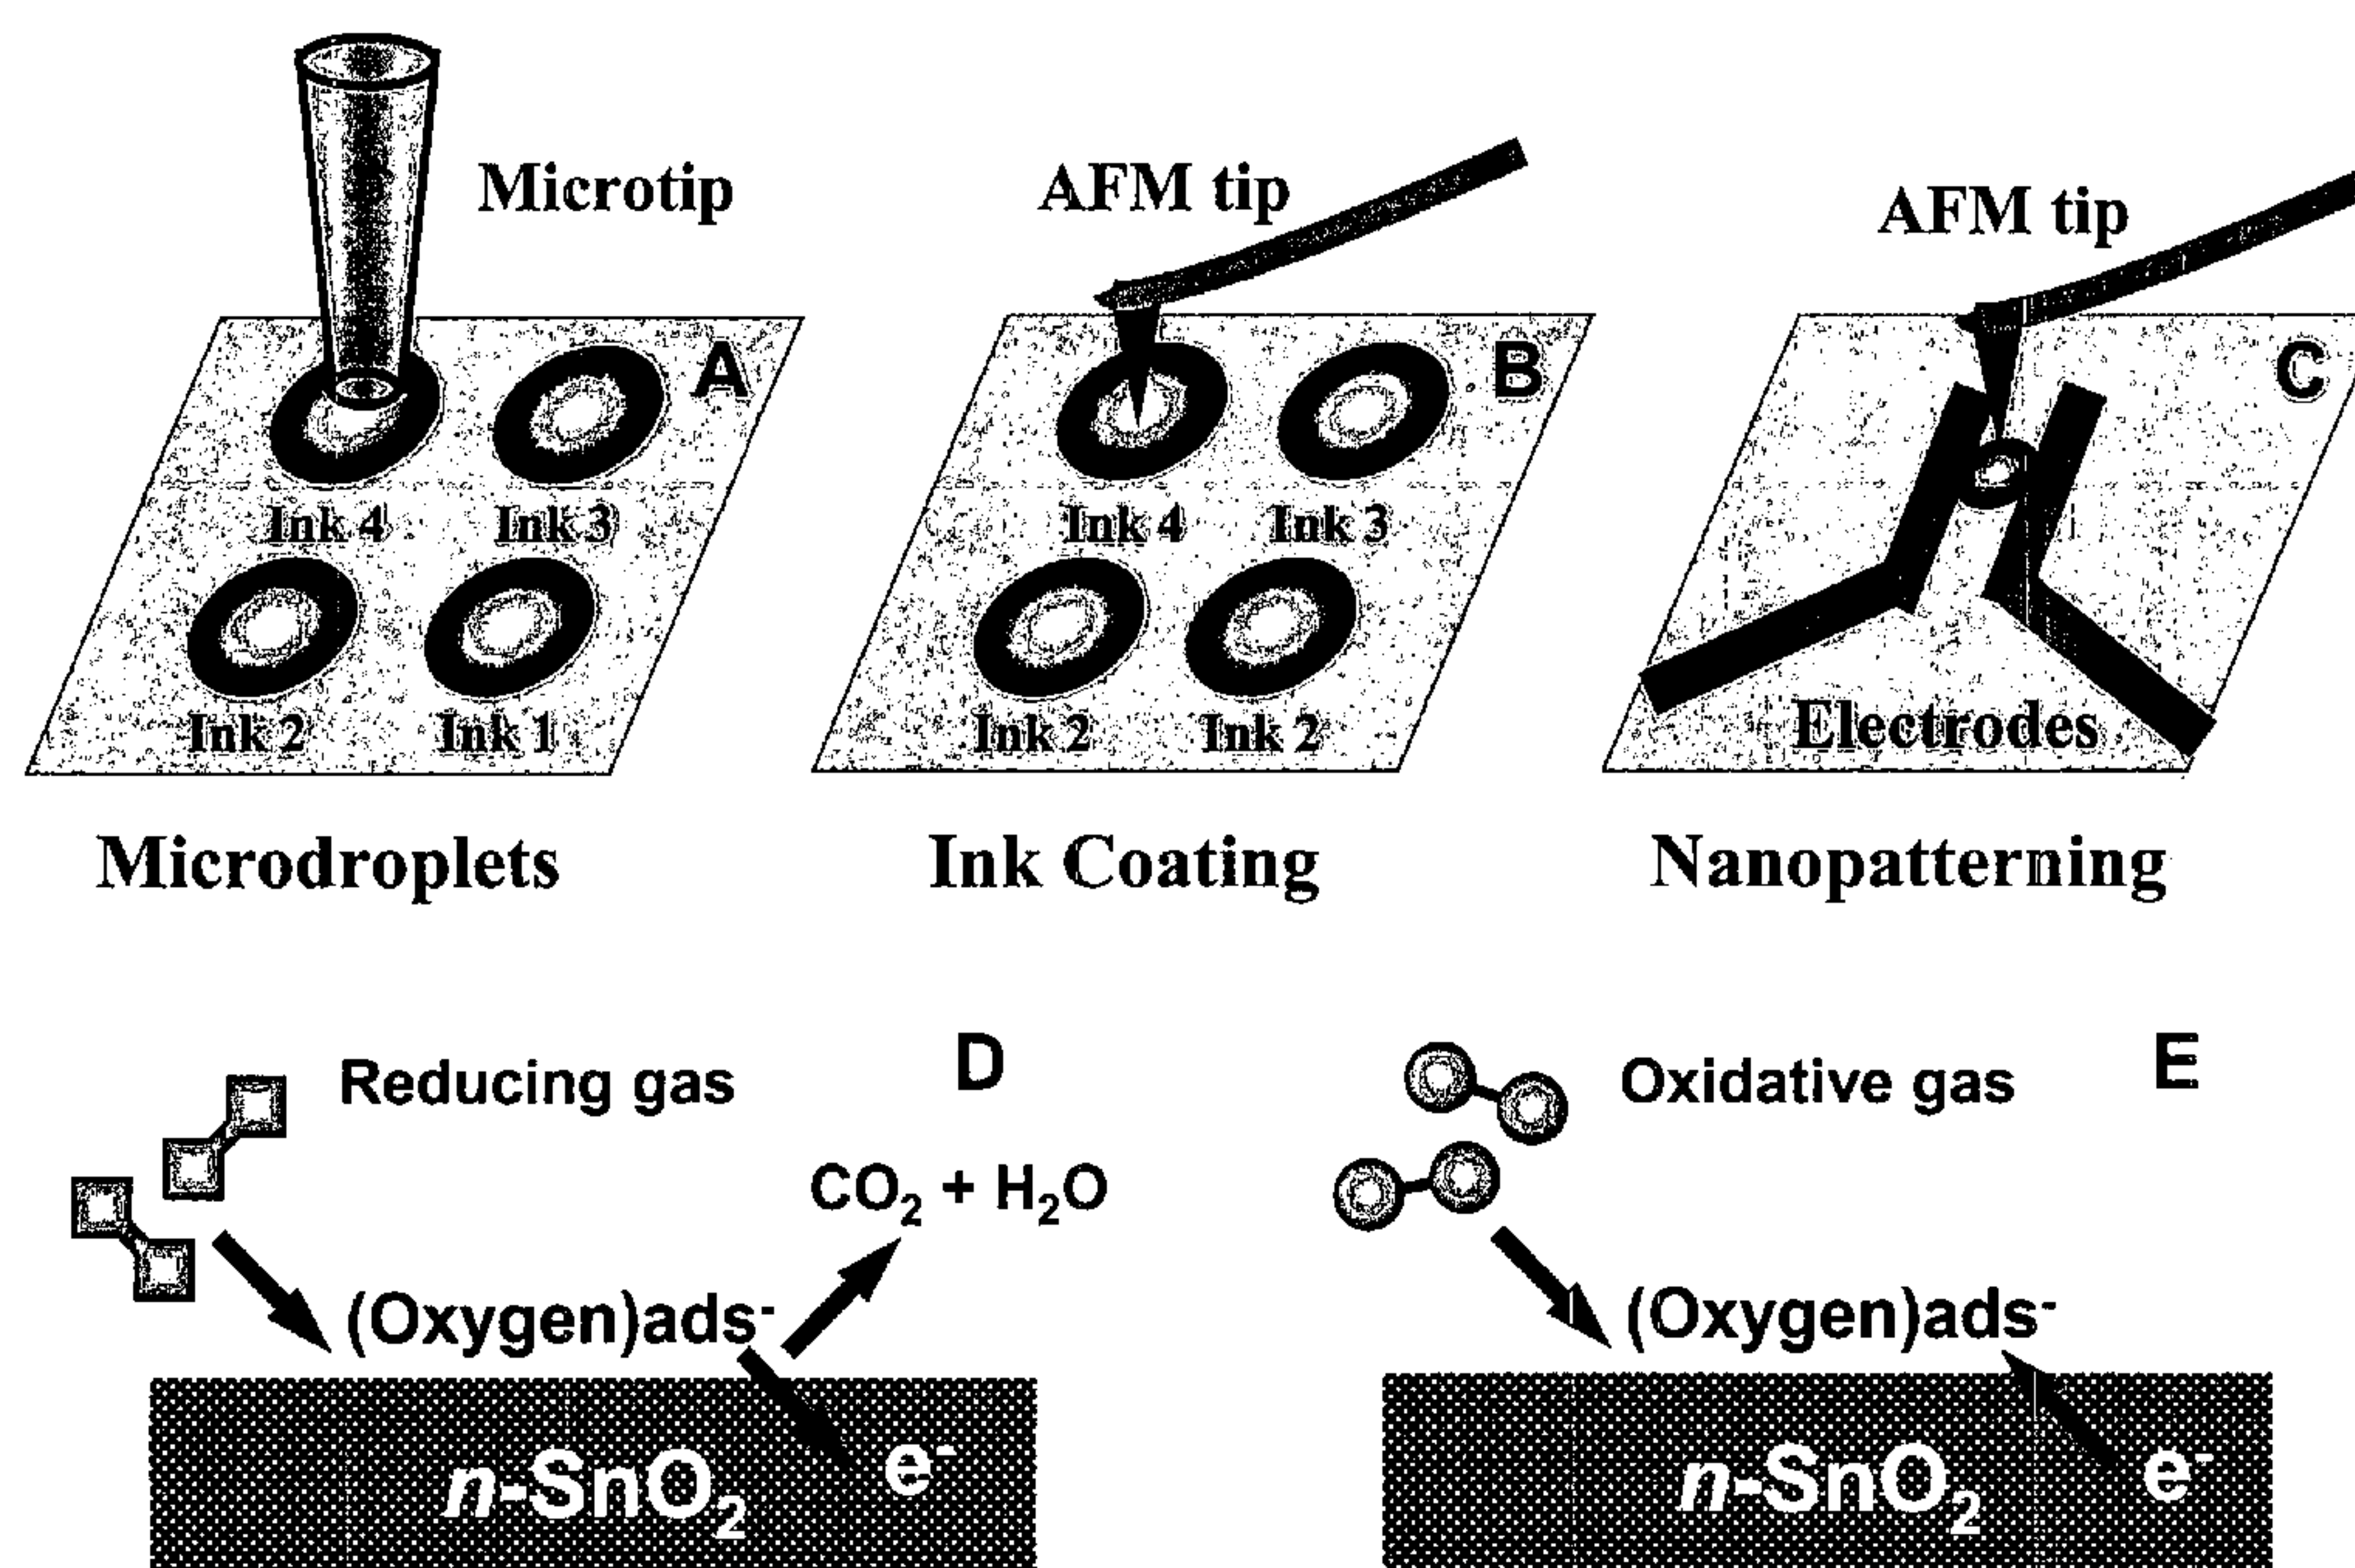 Microtip
AFM tip
AFM tip
A
B
C
Ink 4 Ink 3
Ink 2 Ink 1
Ink 4 Ink 3
Ink 2 Ink 2
Electrodes
Microdroplets
Ink Coating
Nanopatterning
D
Reducing gas
CO₂ + H₂O
(Oxygen)ads⁻
n-SnO₂ e⁻
E
Oxidative gas
(Oxygen)ads⁻
n-SnO₂ e⁻